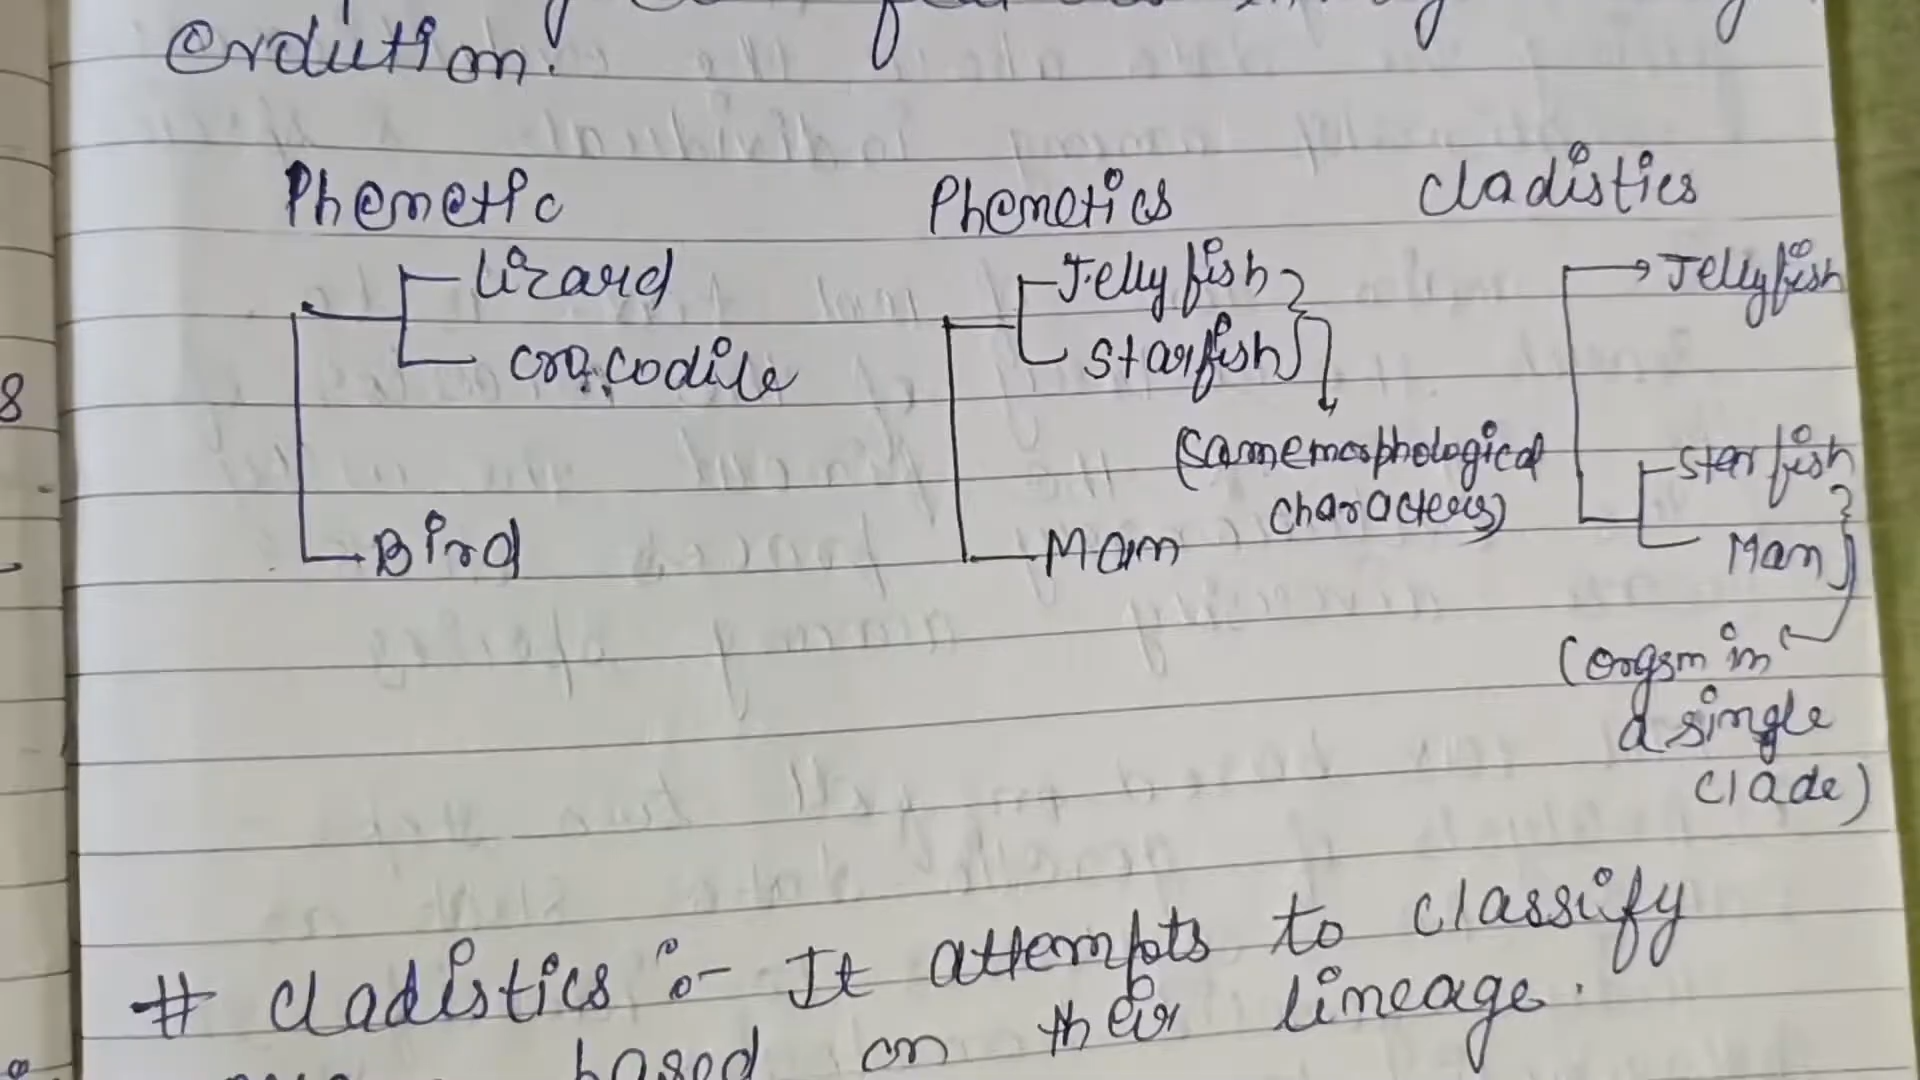 evolution.
Phenetic
Lizard
crocodile
Bird
Phenetics
Jellyfish
Starfish
(same morphological
characters)
Man
Cladistics
Jellyfish
Starfish
Man
(orgsm in
a single
clade)
# Cladistics :- It attempts to classify
based on their lineage.
8